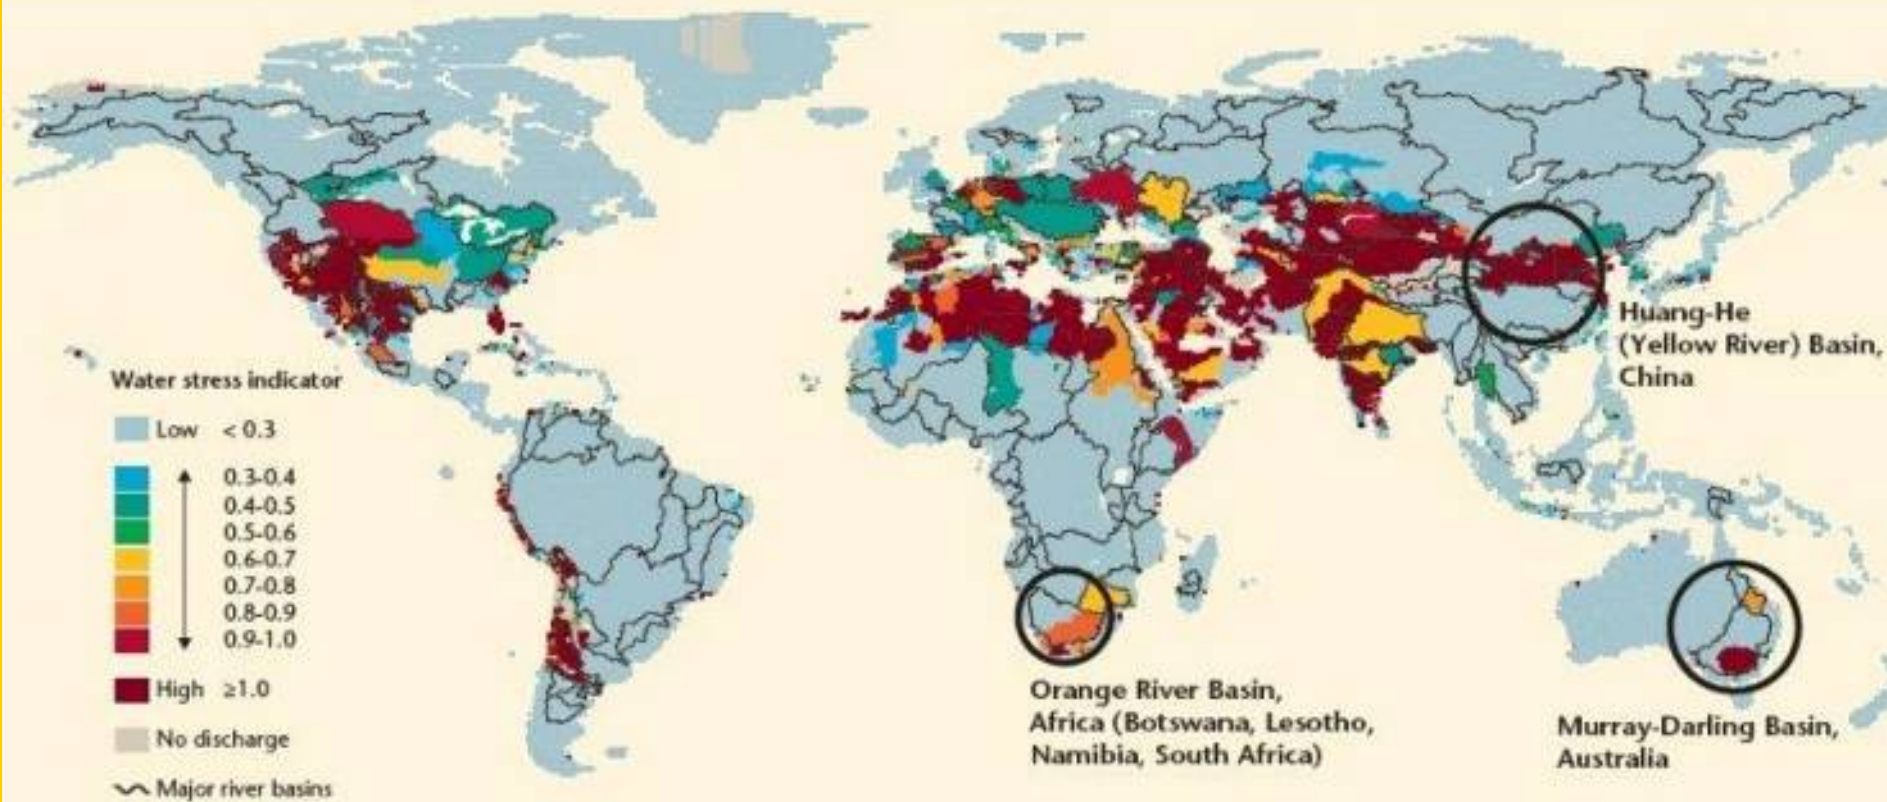 Water stress indicator
Low < 0.3
0.3-0.4
0.4-0.5
0.5-0.6
0.6-0.7
0.7-0.8
0.8-0.9
0.9-1.0
High ≥1.0
No discharge
Major river basins
Orange River Basin,
Africa (Botswana, Lesotho,
Namibia, South Africa)
Huang-He
(Yellow River) Basin,
China
Murray-Darling Basin,
Australia